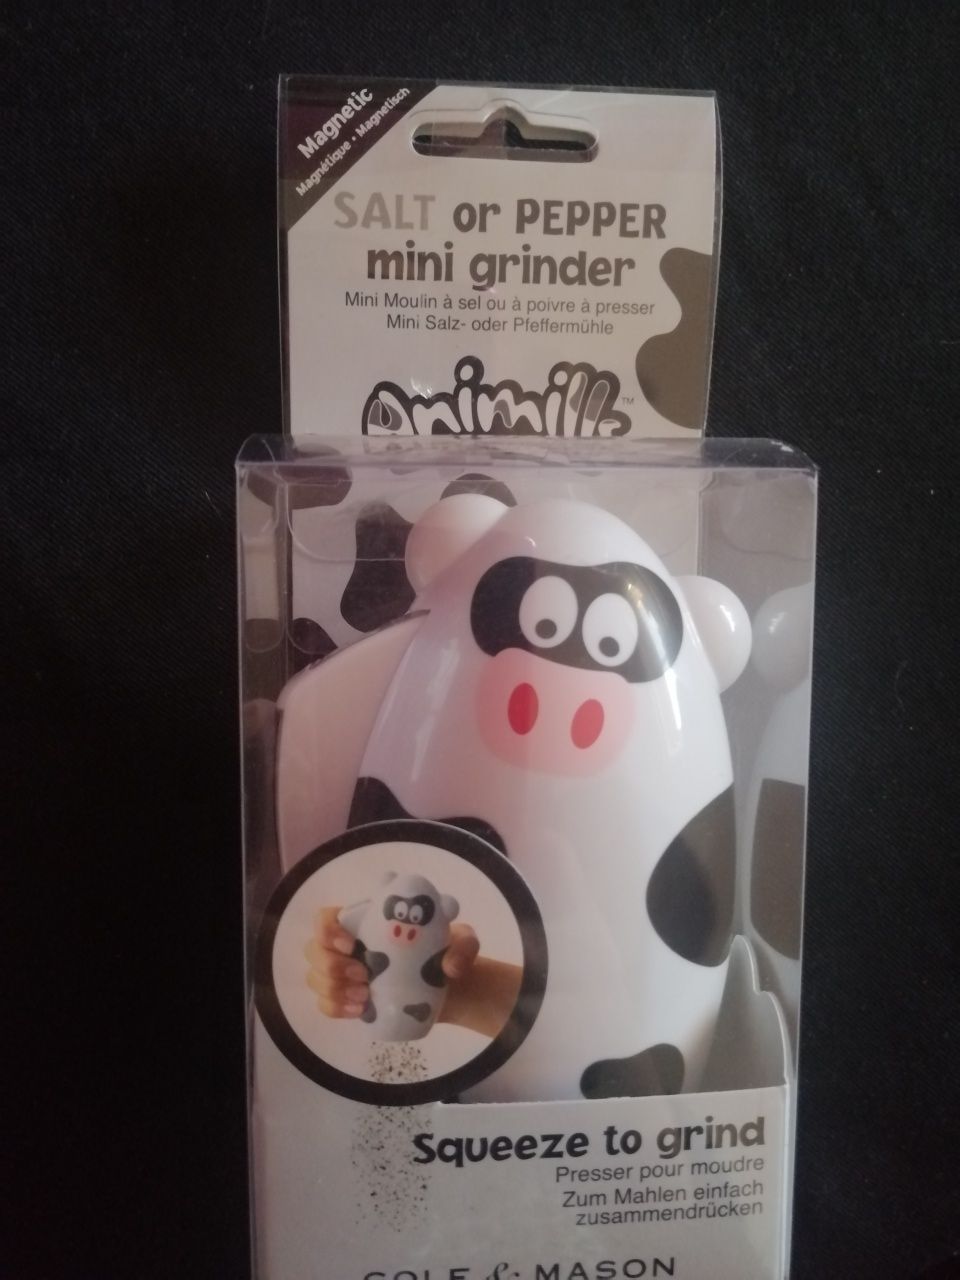 Magnetic
Magnétique • Magnetisch
SALT or PEPPER
mini grinder
Mini Moulin à sel ou à poivre à presser
Mini Salz- oder Pfeffermühle
Animills™
Squeeze to grind
Presser pour moudre
Zum Mahlen einfach
zusammendrücken
COLE & MASON